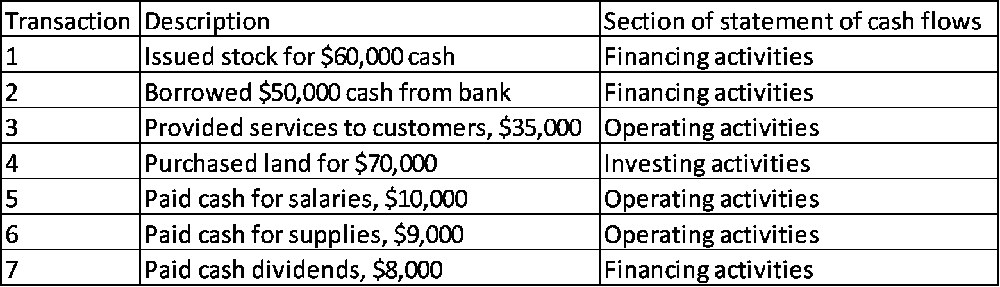 Transaction Description Section of statement of cash flows
1 Issued stock for $60,000 cash Financing activities
2 Borrowed $50,000 cash from bank Financing activities
3 Provided services to customers, $35,000 Operating activities
4 Purchased land for $70,000 Investing activities
5 Paid cash for salaries, $10,000 Operating activities
6 Paid cash for supplies, $9,000 Operating activities
7 Paid cash dividends, $8,000 Financing activities